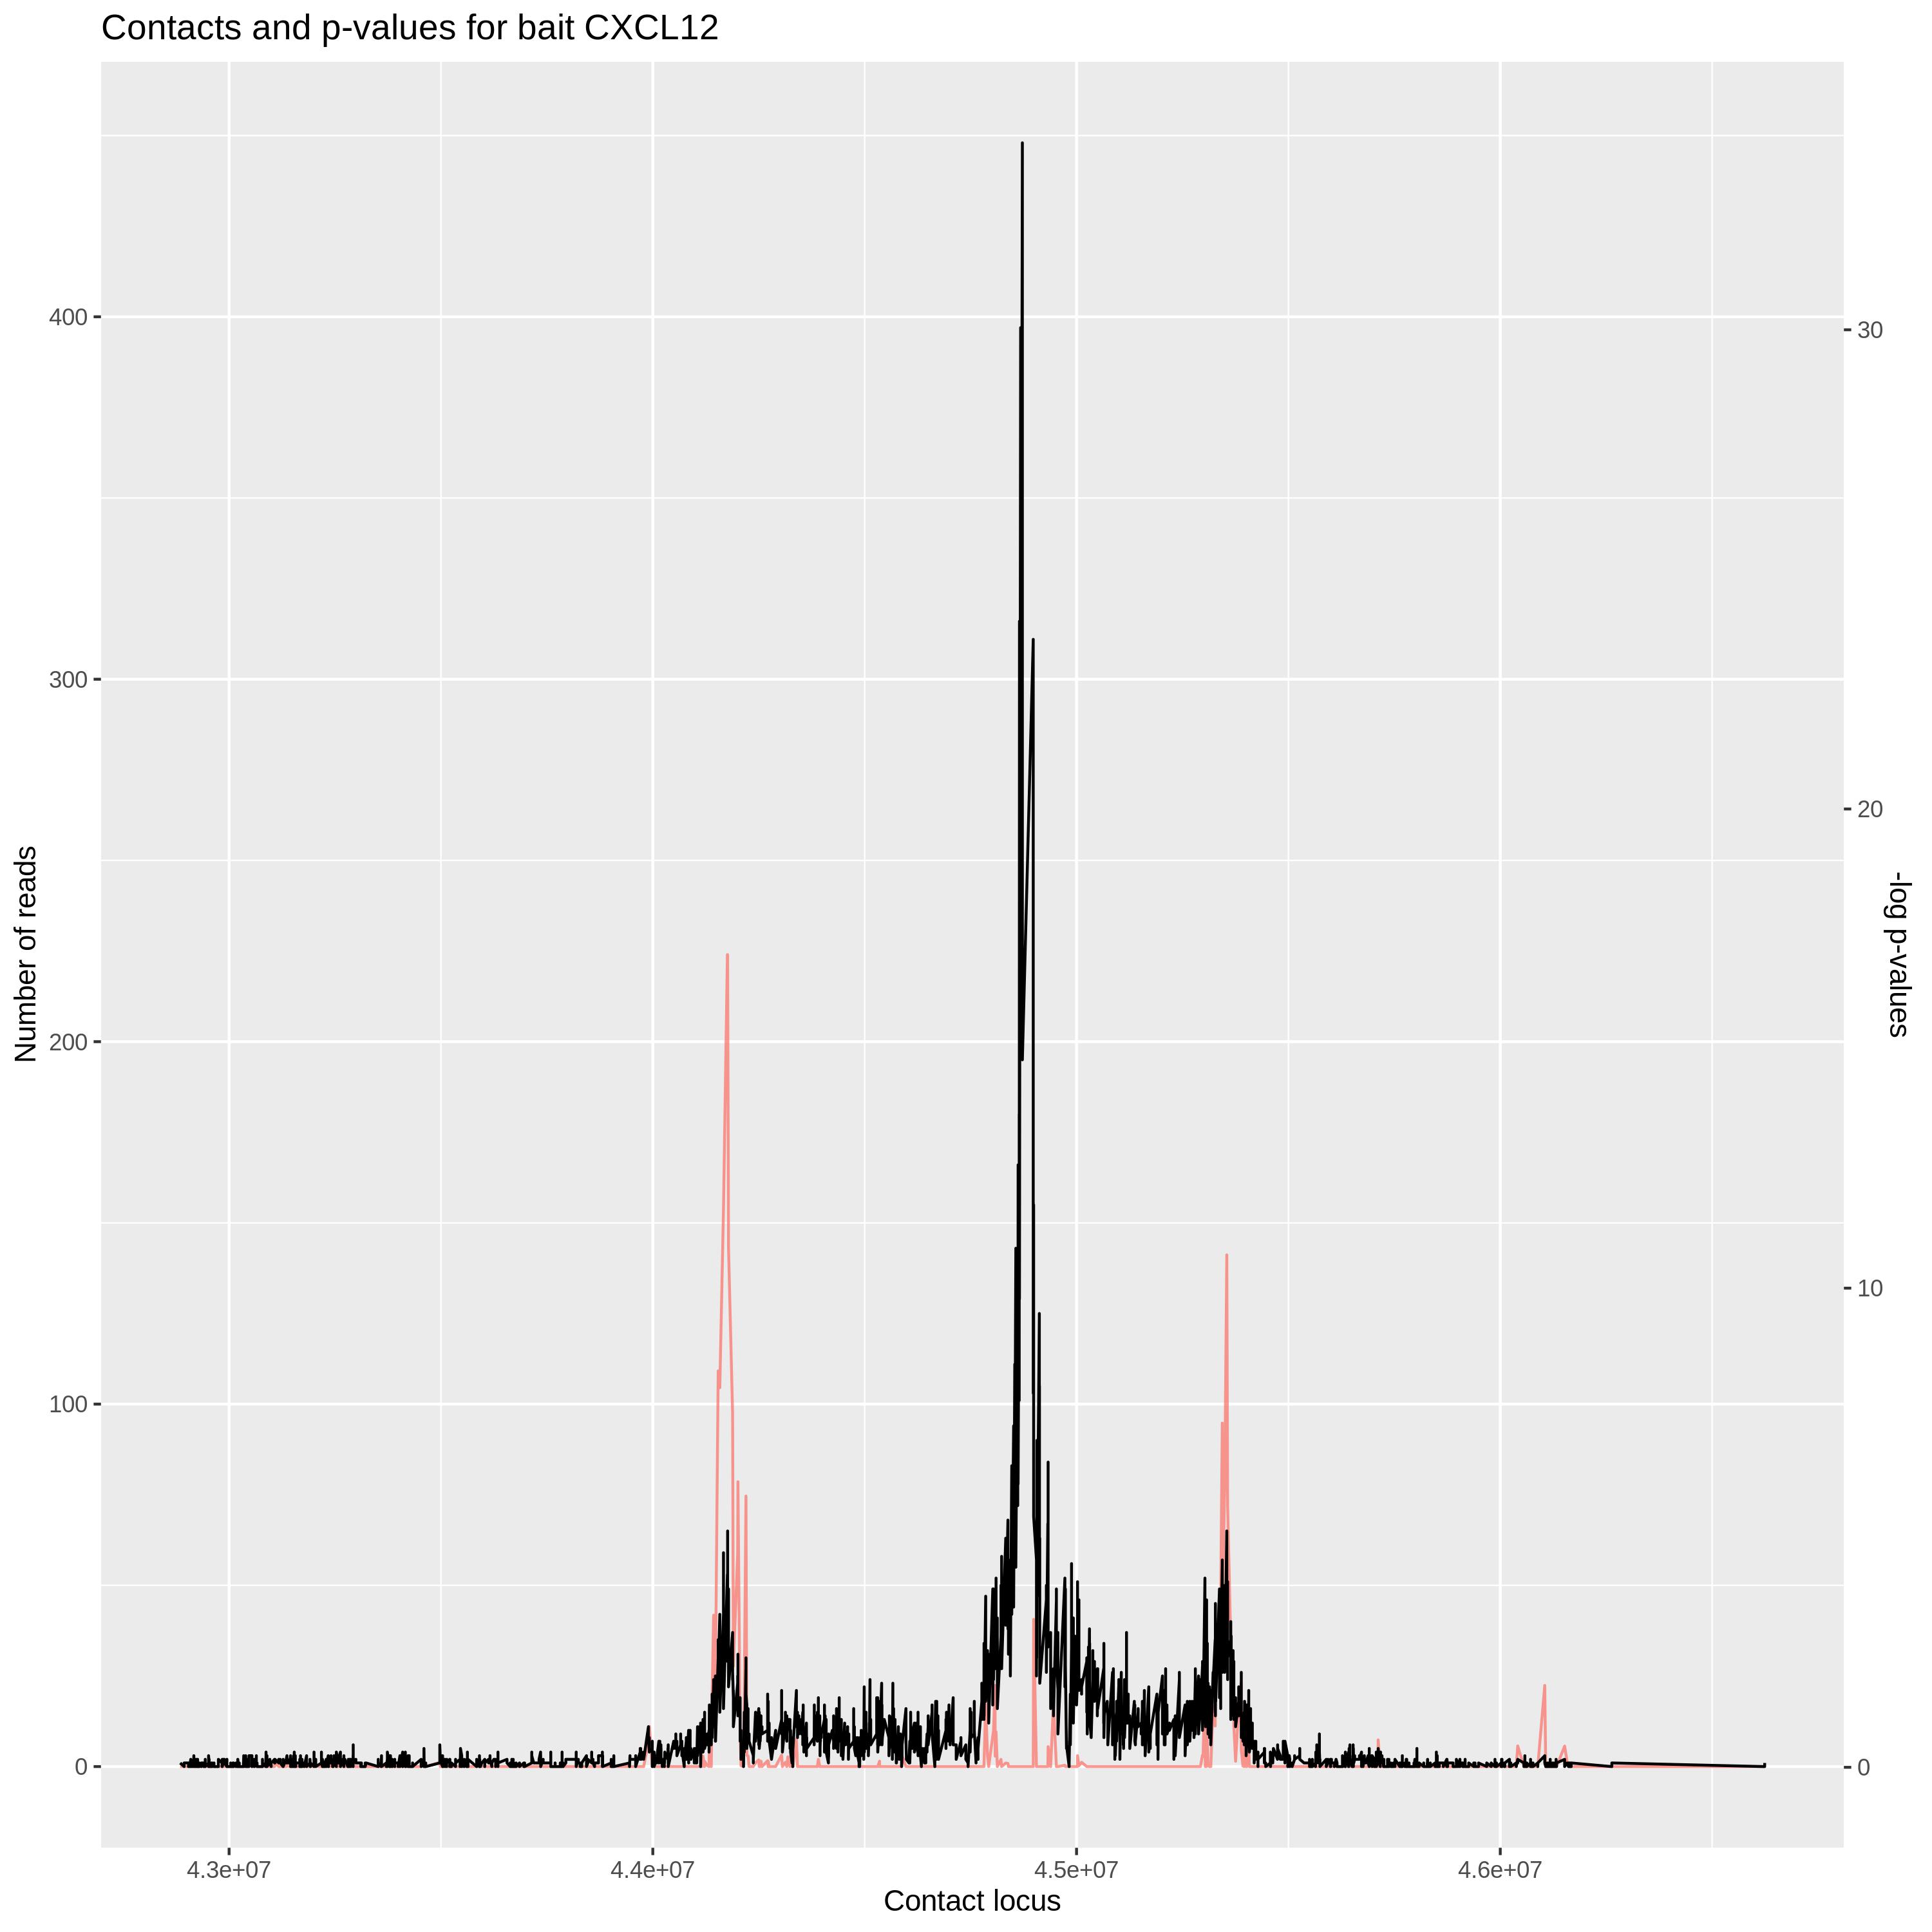 Contacts and p-values for bait CXCL12
Number of reads
400
300
200
100
0
30
20
10
0
-log p-values
4.3e+07
4.4e+07
4.5e+07
4.6e+07
Contact locus